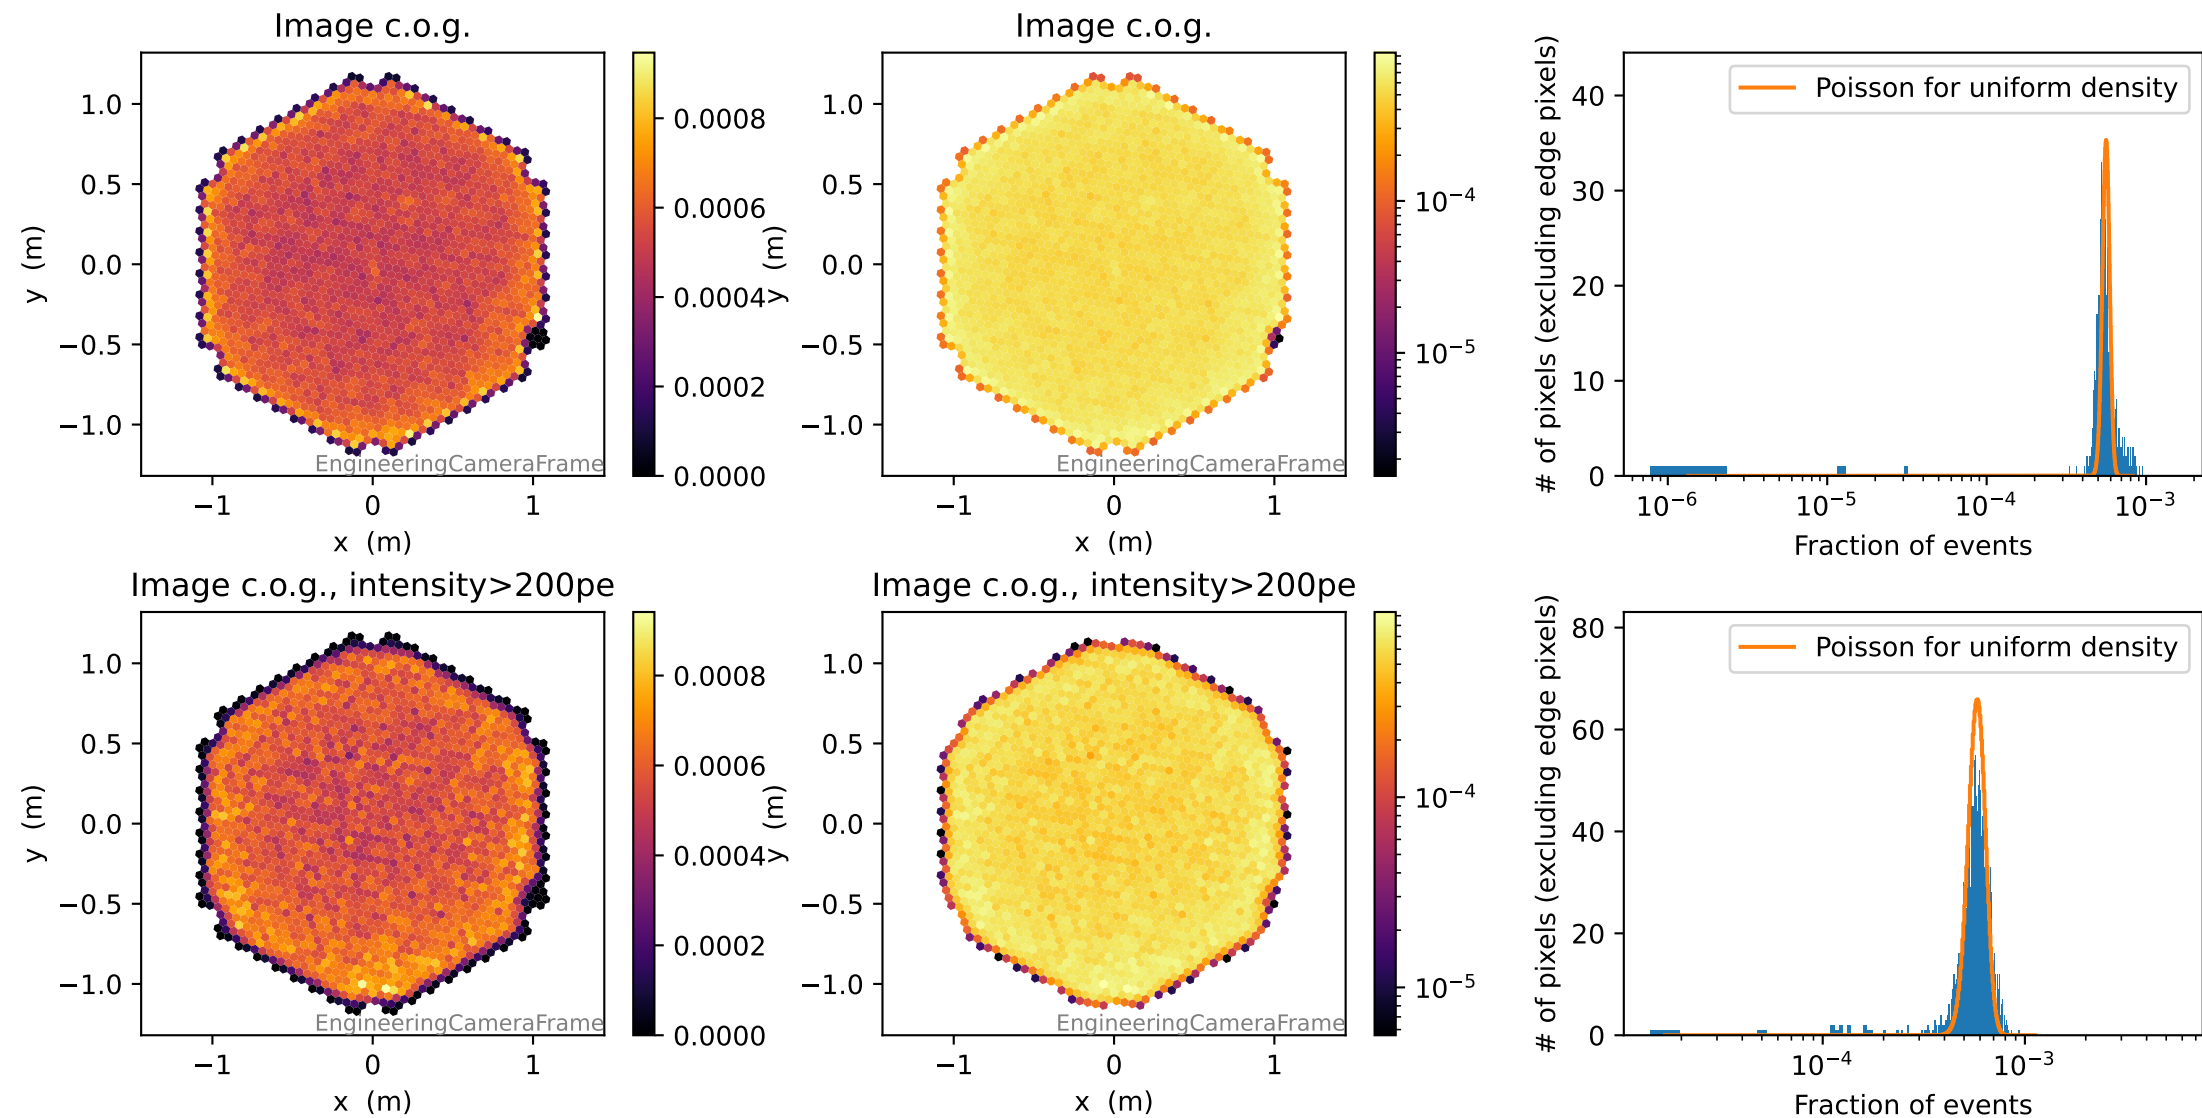 Image c.o.g.
1.0
0.5
0.0
−0.5
−1.0
y (m)
−1
0
1
x (m)
EngineeringCameraFrame
0.0008
0.0006
0.0004
0.0002
0.0000
Image c.o.g.
1.0
0.5
0.0
−0.5
−1.0
y (m)
−1
0
1
x (m)
EngineeringCameraFrame
10⁻⁴
10⁻⁵
Poisson for uniform density
# of pixels (excluding edge pixels)
40
30
20
10
0
10⁻⁶
10⁻⁵
10⁻⁴
10⁻³
Fraction of events
Image c.o.g., intensity>200pe
1.0
0.5
0.0
−0.5
−1.0
y (m)
−1
0
1
x (m)
EngineeringCameraFrame
0.0008
0.0006
0.0004
0.0002
0.0000
Image c.o.g., intensity>200pe
1.0
0.5
0.0
−0.5
−1.0
y (m)
−1
0
1
x (m)
EngineeringCameraFrame
10⁻⁴
10⁻⁵
Poisson for uniform density
# of pixels (excluding edge pixels)
80
60
40
20
0
10⁻⁴
10⁻³
Fraction of events